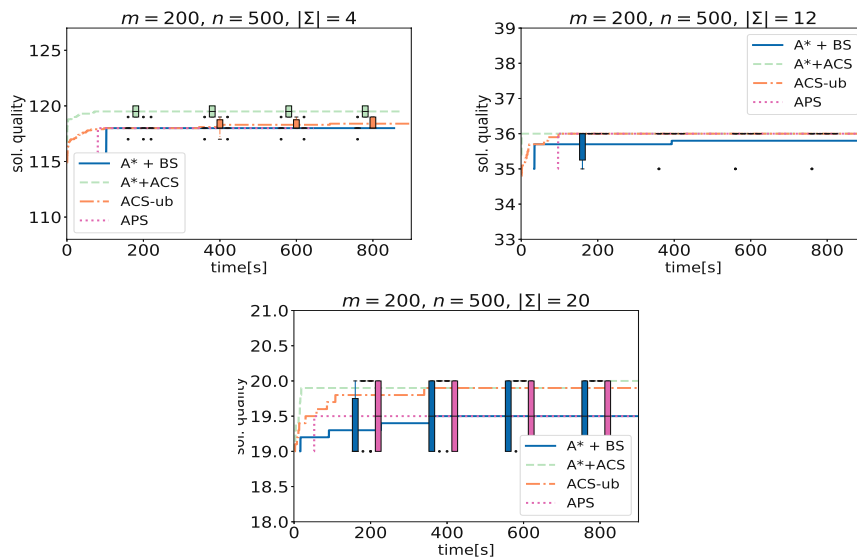 m = 200, n = 500, |Σ| = 4
125
120
115
110
sol. quality
A* + BS
A*+ACS
ACS-ub
APS
0 200 400 600 800
time[s]
m = 200, n = 500, |Σ| = 12
39
38
37
36
35
34
33
sol. quality
A* + BS
A*+ACS
ACS-ub
APS
0 200 400 600 800
time[s]
m = 200, n = 500, |Σ| = 20
21.0
20.5
20.0
19.5
19.0
18.5
18.0
sol. quality
A* + BS
A*+ACS
ACS-ub
APS
0 200 400 600 800
time[s]